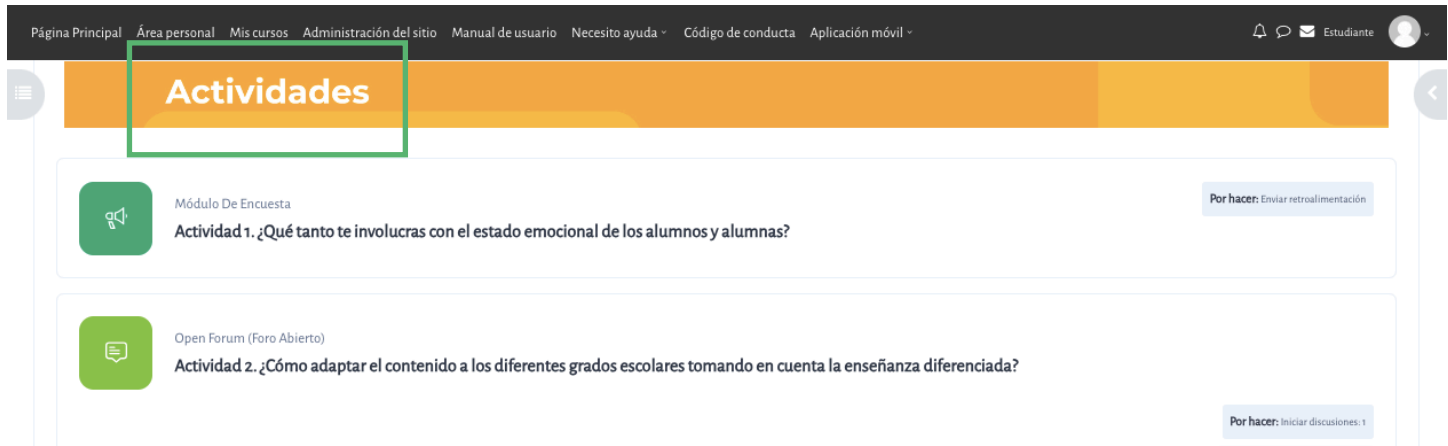 Página Principal Área personal Mis cursos Administración del sitio Manual de usuario Necesito ayuda Código de conducta Aplicación móvil Estudiante
Actividades
Módulo De Encuesta
Por hacer: Enviar retroalimentación
Actividad 1. ¿Qué tanto te involucras con el estado emocional de los alumnos y alumnas?
Open Forum (Foro Abierto)
Actividad 2. ¿Cómo adaptar el contenido a los diferentes grados escolares tomando en cuenta la enseñanza diferenciada?
Por hacer: Iniciar discusiones: 1